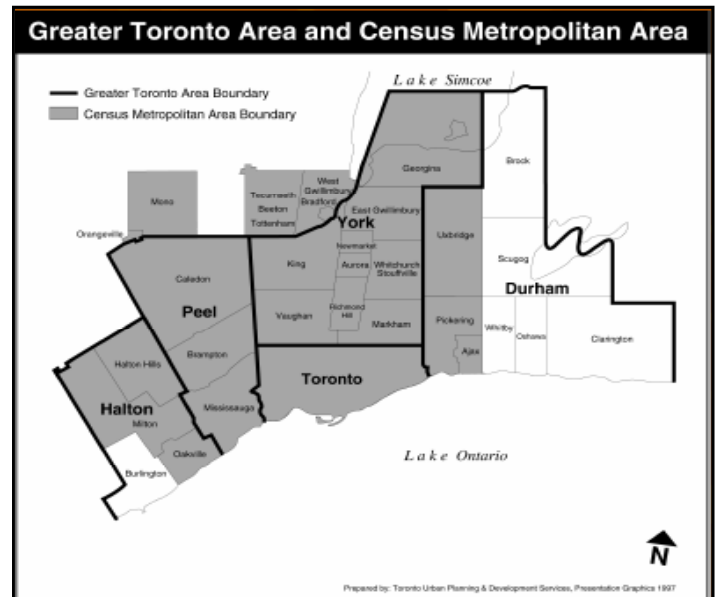 Greater Toronto Area and Census Metropolitan Area
Lake Simcoe
Greater Toronto Area Boundary
Census Metropolitan Area Boundary
Georgina
Brock
Mono
Tecumseth
Beeton
Tottenham
West
Gwillimbury
Bradford
East Gwillimbury
York
Orangeville
Newmarket
Uxbridge
Scugog
King
Aurora
Whitchurch
Stouffville
Caledon
Durham
Peel
Vaughan
Richmond
Hill
Markham
Pickering
Whitby
Oshawa
Clarington
Ajax
Halton Hills
Brampton
Toronto
Halton
Mississauga
Milton
Oakville
Burlington
Lake Ontario
N
Prepared by: Toronto Urban Planning & Development Services, Presentation Graphics 1997